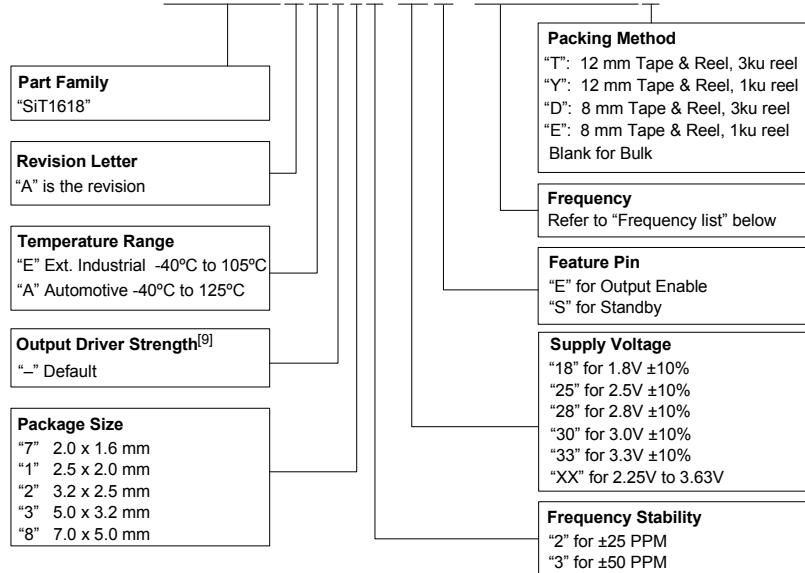 Part Family
“SiT1618”
Revision Letter
“A” is the revision
Temperature Range
“E” Ext. Industrial -40ºC to 105ºC
“A” Automotive -40ºC to 125ºC
Output Driver Strength[9]
“–” Default
Package Size
“7” 2.0 x 1.6 mm
“1” 2.5 x 2.0 mm
“2” 3.2 x 2.5 mm
“3” 5.0 x 3.2 mm
“8” 7.0 x 5.0 mm
Packing Method
“T”: 12 mm Tape & Reel, 3ku reel
“Y”: 12 mm Tape & Reel, 1ku reel
“D”: 8 mm Tape & Reel, 3ku reel
“E”: 8 mm Tape & Reel, 1ku reel
Blank for Bulk
Frequency
Refer to “Frequency list” below
Feature Pin
“E” for Output Enable
“S” for Standby
Supply Voltage
“18” for 1.8V ±10%
“25” for 2.5V ±10%
“28” for 2.8V ±10%
“30” for 3.0V ±10%
“33” for 3.3V ±10%
“XX” for 2.25V to 3.63V
Frequency Stability
“2” for ±25 PPM
“3” for ±50 PPM